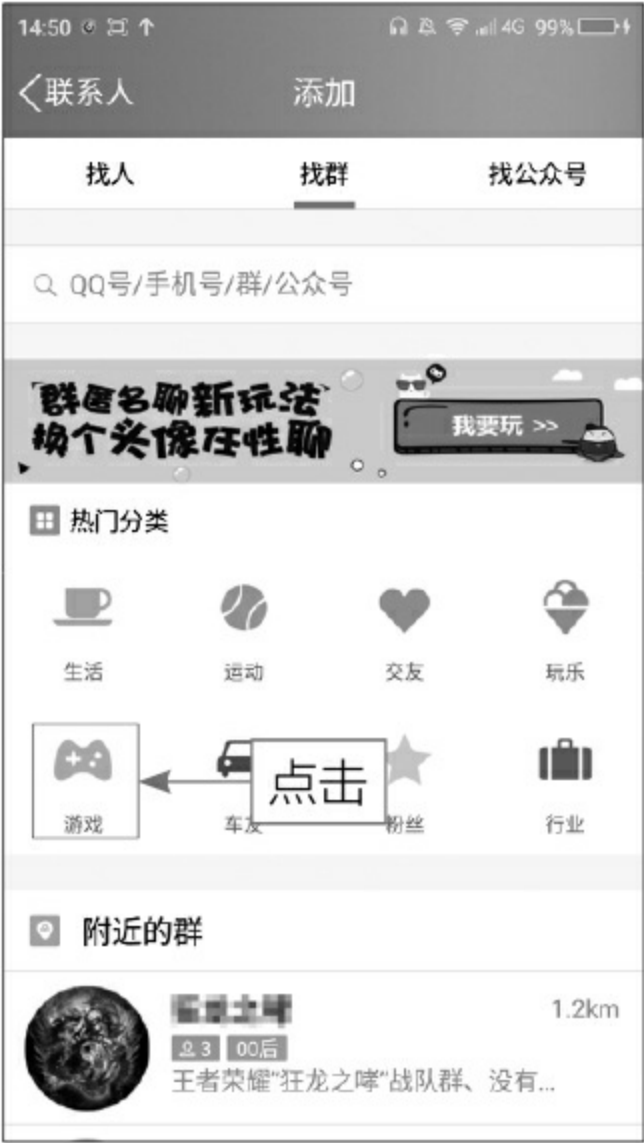 14:50 4G 99%
联系人 添加
找人 找群 找公众号
QQ号/手机号/群/公众号
群匿名聊新玩法
换个头像任性聊
我要玩 >>
热门分类
生活 运动 交友 玩乐
点击
游戏 车友 粉丝 行业
附近的群
1.2km
3 00后
王者荣耀“狂龙之哮”战队群、没有...